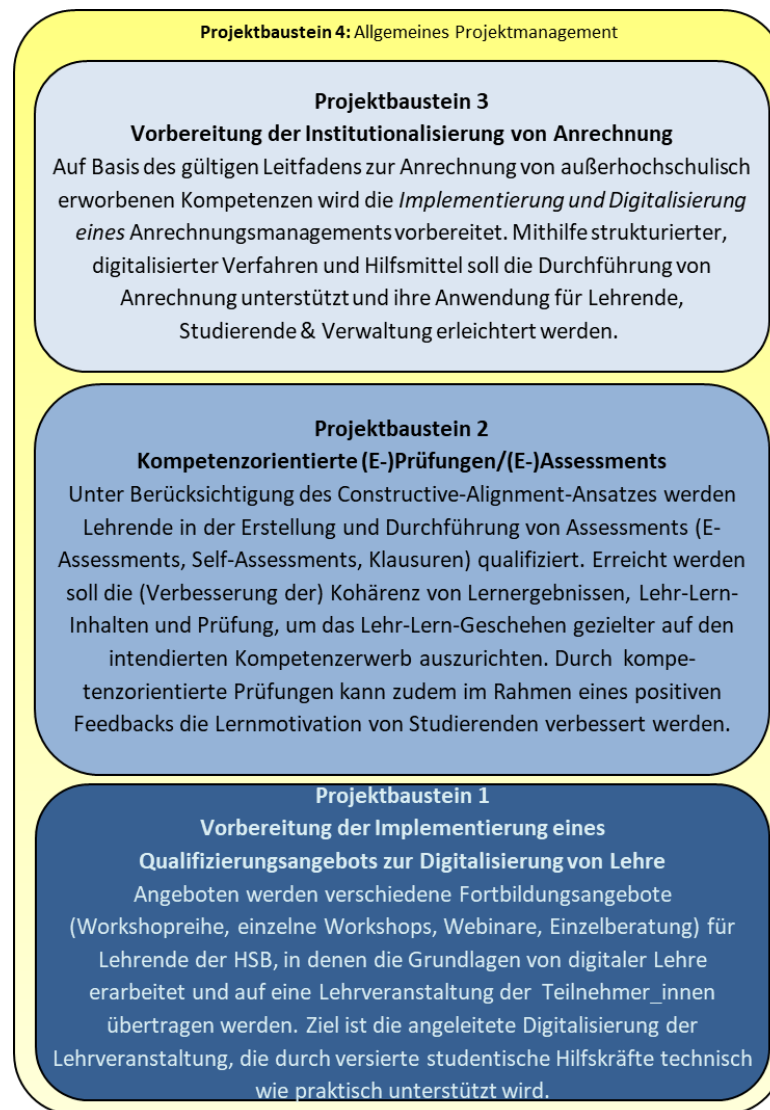 Projektbaustein 4: Allgemeines Projektmanagement
Projektbaustein 3
Vorbereitung der Institutionalisierung von Anrechnung
Auf Basis des gültigen Leitfadens zur Anrechnung von außerhochschulisch
erworbenen Kompetenzen wird die Implementierung und Digitalisierung
eines Anrechnungsmanagements vorbereitet. Mithilfe strukturierter,
digitalisierter Verfahren und Hilfsmittel soll die Durchführung von
Anrechnung unterstützt und ihre Anwendung für Lehrende,
Studierende & Verwaltung erleichtert werden.
Projektbaustein 2
Kompetenzorientierte (E-)Prüfungen/(E-)Assessments
Unter Berücksichtigung des Constructive-Alignment-Ansatzes werden
Lehrende in der Erstellung und Durchführung von Assessments (E-
Assessments, Self-Assessments, Klausuren) qualifiziert. Erreicht werden
soll die (Verbesserung der) Kohärenz von Lernergebnissen, Lehr-Lern-
Inhalten und Prüfung, um das Lehr-Lern-Geschehen gezielter auf den
intendierten Kompetenzerwerb auszurichten. Durch kompe-
tenzorientierte Prüfungen kann zudem im Rahmen eines positiven
Feedbacks die Lernmotivation von Studierenden verbessert werden.
Projektbaustein 1
Vorbereitung der Implementierung eines
Qualifizierungsangebots zur Digitalisierung von Lehre
Angeboten werden verschiedene Fortbildungsangebote
(Workshopreihe, einzelne Workshops, Webinare, Einzelberatung) für
Lehrende der HSB, in denen die Grundlagen von digitaler Lehre
erarbeitet und auf eine Lehrveranstaltung der Teilnehmer_innen
übertragen werden. Ziel ist die angeleitete Digitalisierung der
Lehrveranstaltung, die durch versierte studentische Hilfskräfte technisch
wie praktisch unterstützt wird.